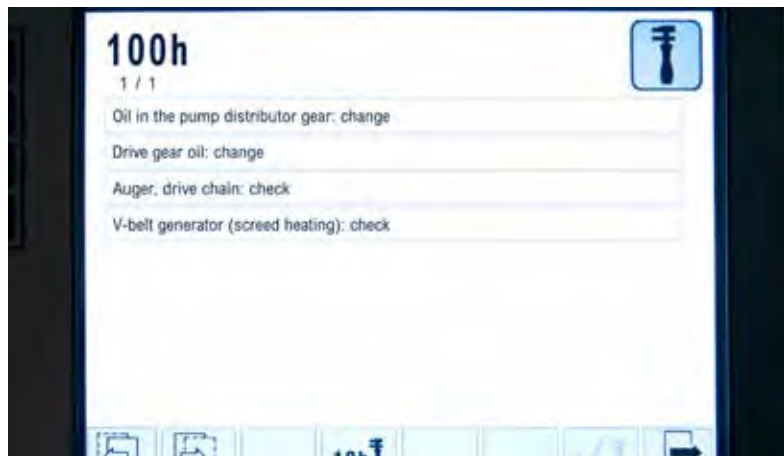 100h
1 / 1
Oil in the pump distributor gear: change
Drive gear oil: change
Auger, drive chain: check
V-belt generator (screed heating): check